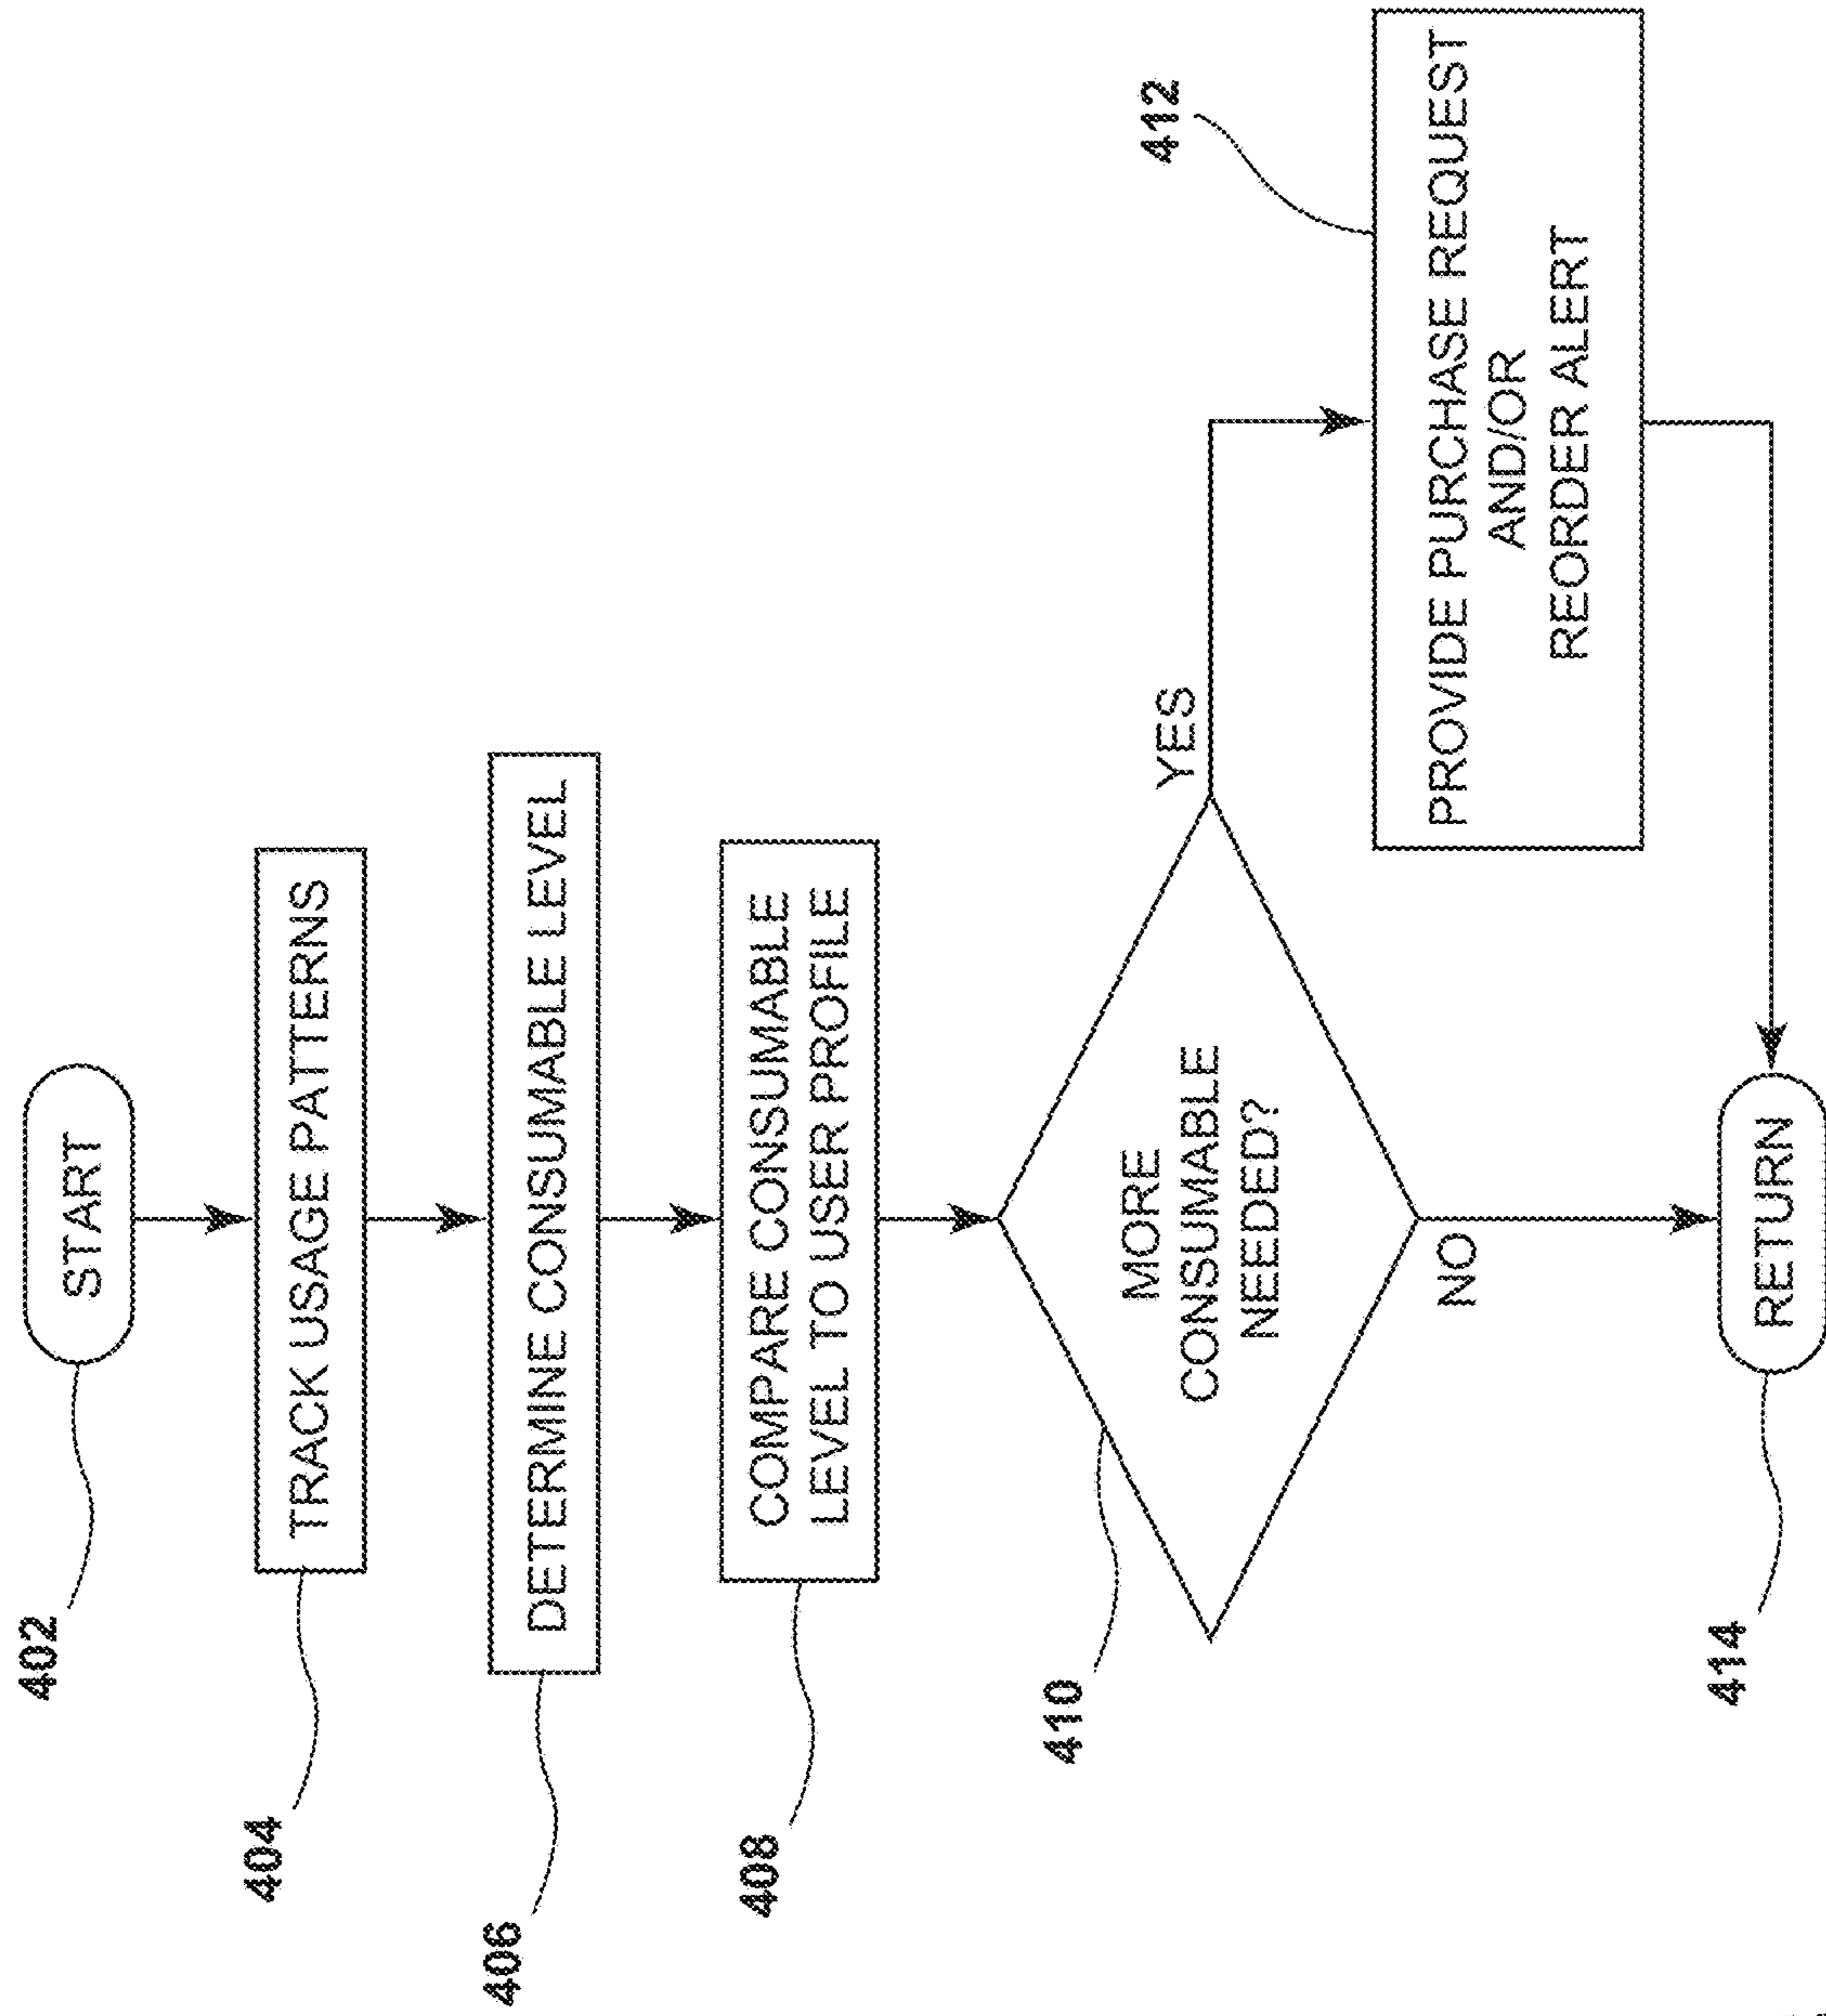 402
START
404
TRACK USAGE PATTERNS
406
DETERMINE CONSUMABLE LEVEL
408
COMPARE CONSUMABLE
LEVEL TO USER PROFILE
410
MORE
CONSUMABLE
NEEDED?
YES
NO
412
PROVIDE PURCHASE REQUEST
AND/OR
REORDER ALERT
414
RETURN